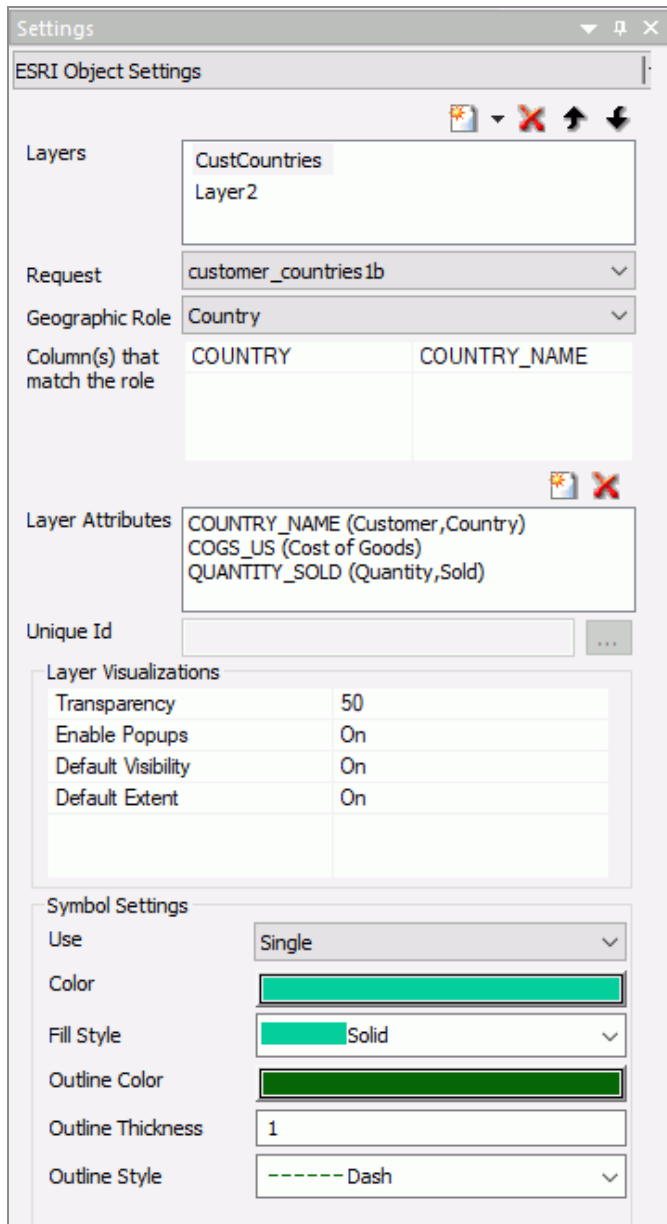 Settings
ESRI Object Settings
Layers
CustCountries
Layer2
Request customer_countries1b
Geographic Role Country
Column(s) that match the role
COUNTRY COUNTRY_NAME
Layer Attributes
COUNTRY_NAME (Customer,Country)
COGS_US (Cost of Goods)
QUANTITY_SOLD (Quantity,Sold)
Unique Id ...
Layer Visualizations
Transparency 50
Enable Popups On
Default Visibility On
Default Extent On
Symbol Settings
Use Single
Color
Fill Style Solid
Outline Color
Outline Thickness 1
Outline Style Dash